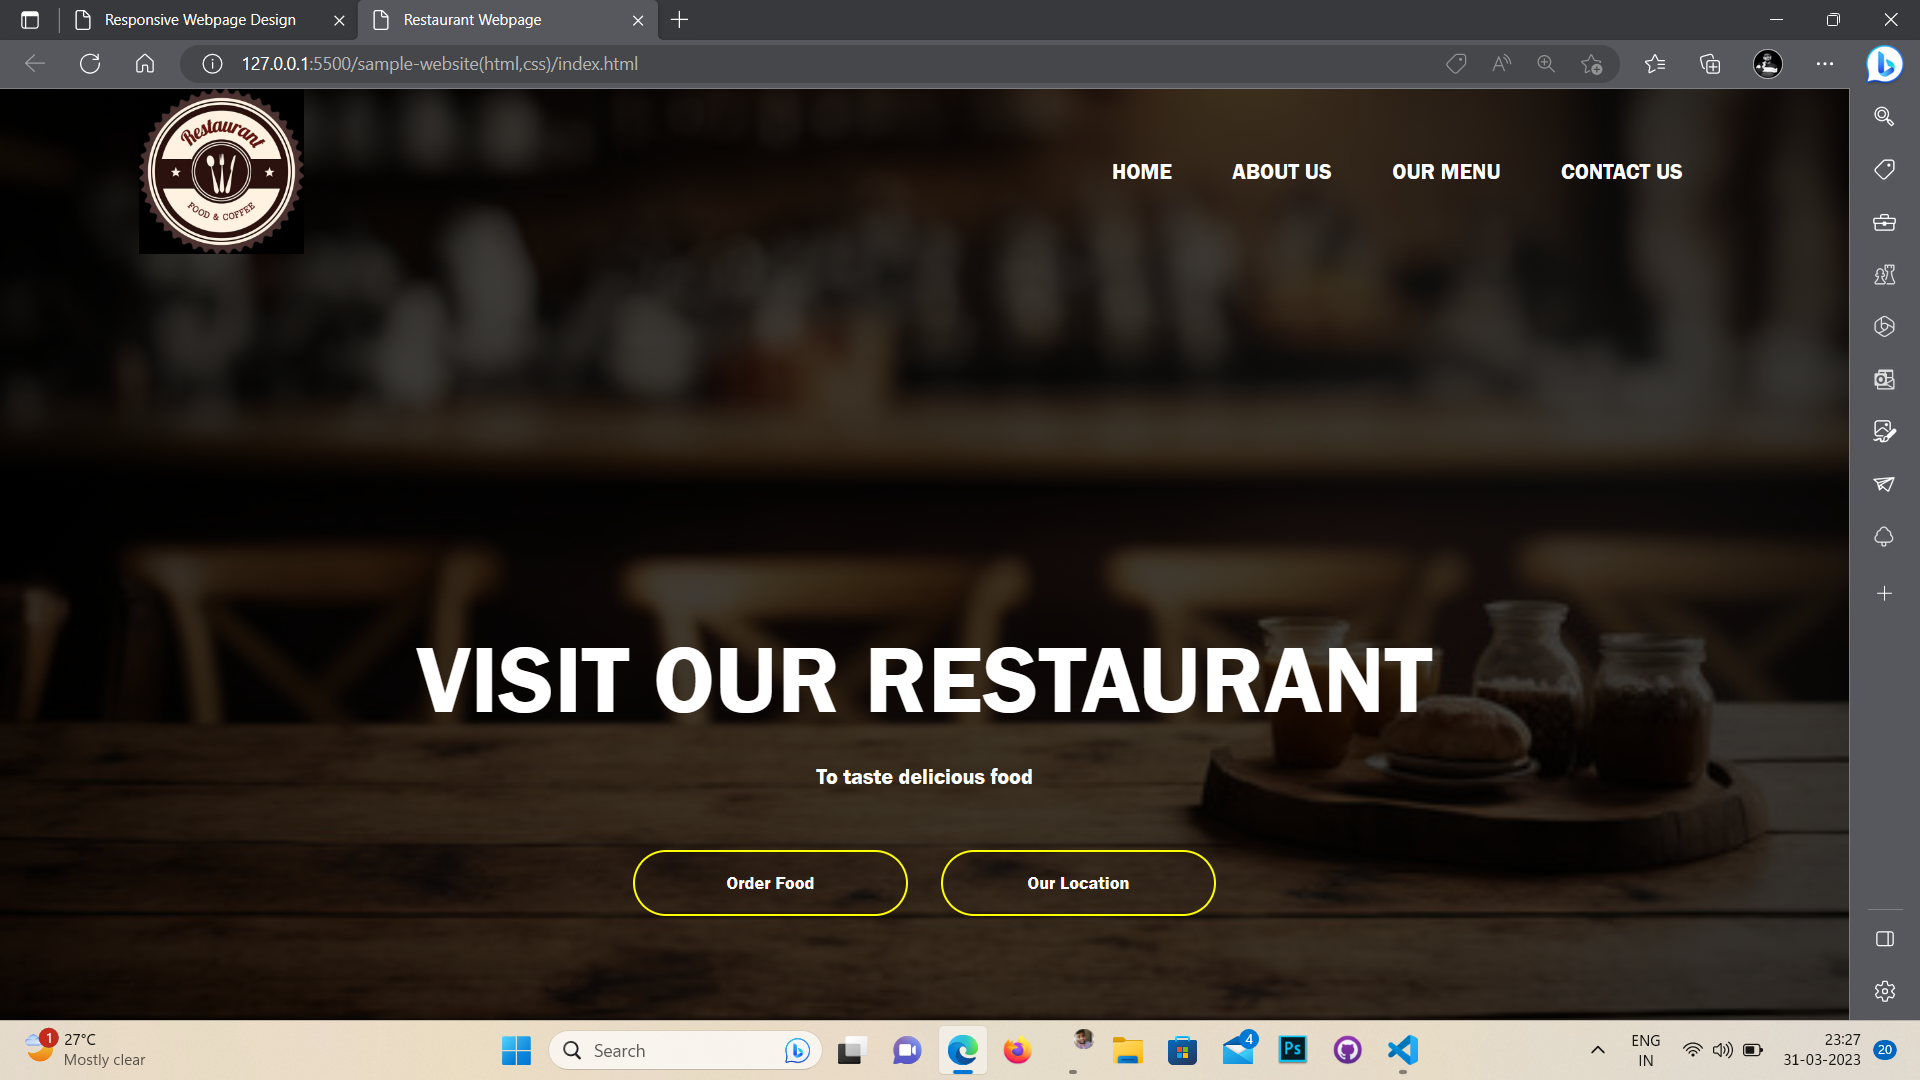 Responsive Webpage Design
Restaurant Webpage
127.0.0.1:5500/sample-website(html,css)/index.html
Restaurant
FOOD & COFFEE
HOME
ABOUT US
OUR MENU
CONTACT US
VISIT OUR RESTAURANT
To taste delicious food
Order Food
Our Location
1
27°C
Mostly clear
Search
4
Ps
ENG
IN
23:27
31-03-2023
20